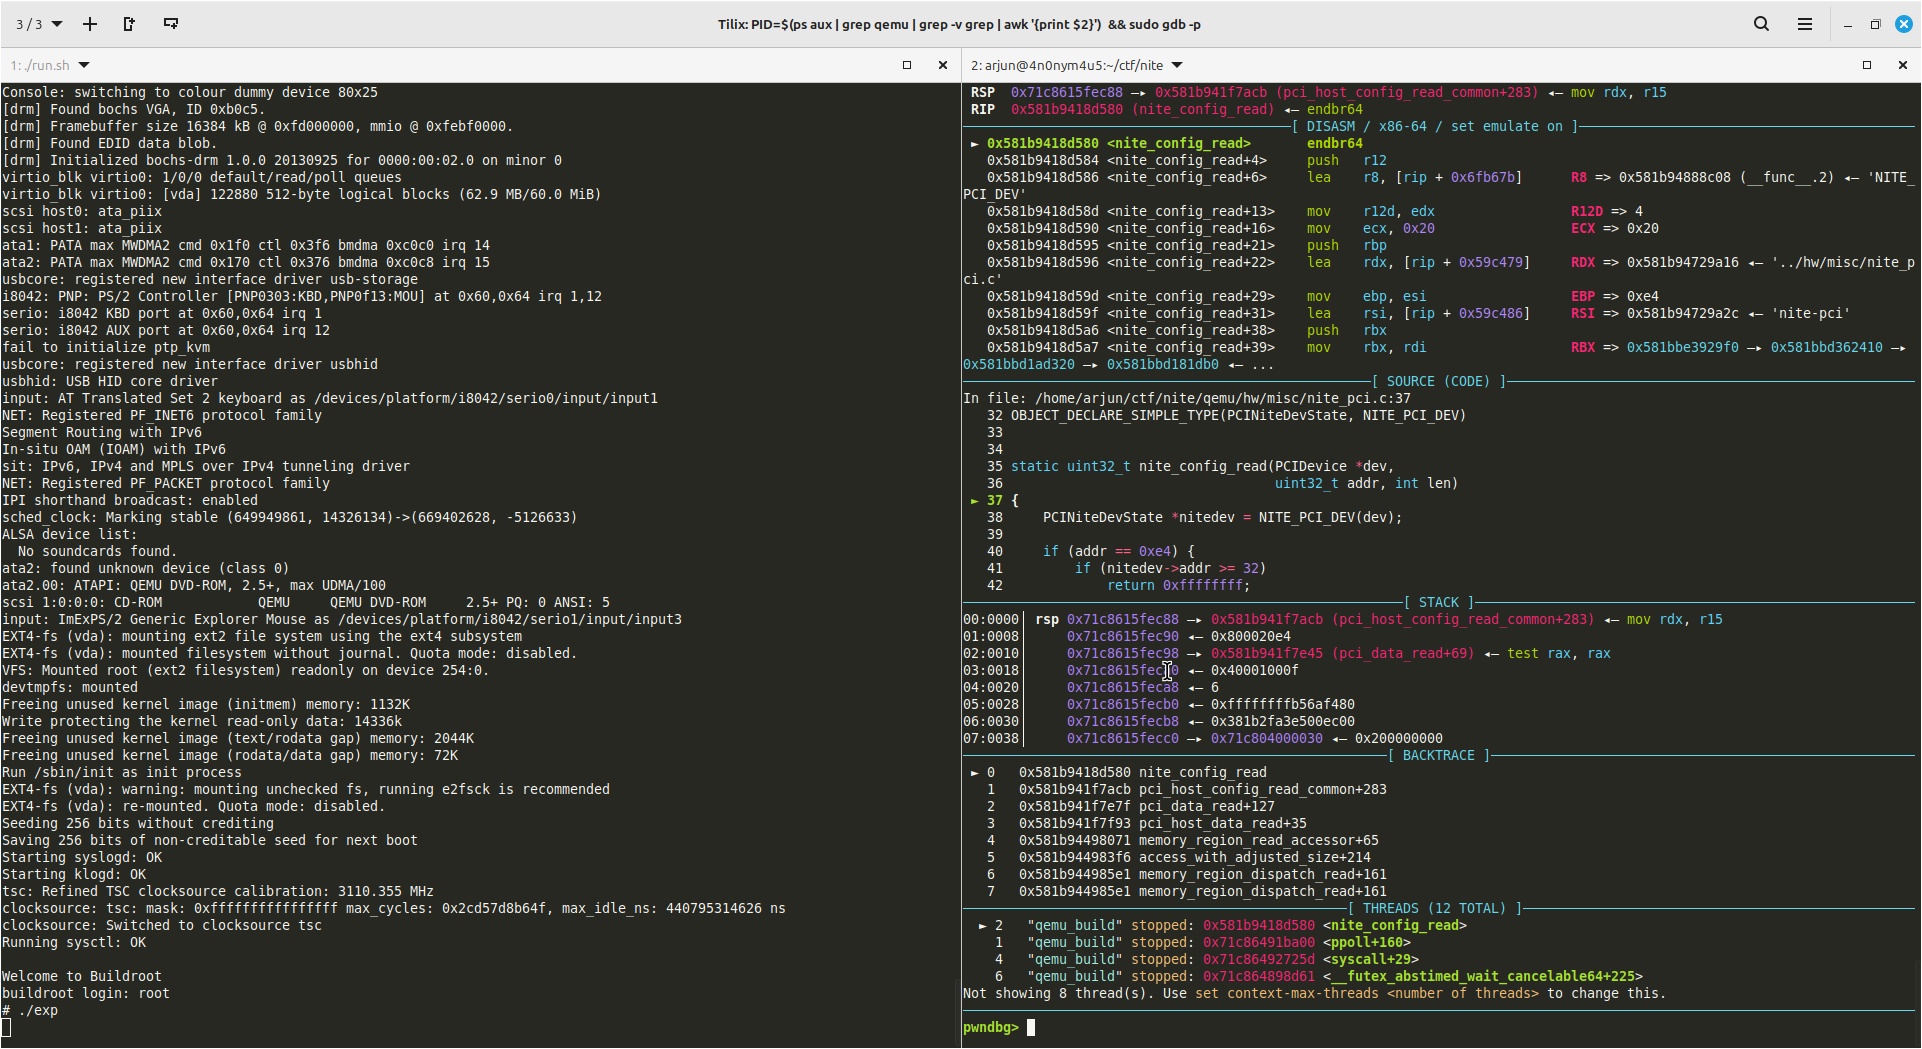 3 / 3
Tilix: PID=$(ps aux | grep qemu | grep -v grep | awk '{print $2}') && sudo gdb -p
1: ./run.sh
Console: switching to colour dummy device 80x25
[drm] Found bochs VGA, ID 0xb0c5.
[drm] Framebuffer size 16384 kB @ 0xfd000000, mmio @ 0xfebf0000.
[drm] Found EDID data blob.
[drm] Initialized bochs-drm 1.0.0 20130925 for 0000:00:02.0 on minor 0
virtio_blk virtio0: 1/0/0 default/read/poll queues
virtio_blk virtio0: [vda] 122880 512-byte logical blocks (62.9 MB/60.0 MiB)
scsi host0: ata_piix
scsi host1: ata_piix
ata1: PATA max MWDMA2 cmd 0x1f0 ctl 0x3f6 bmdma 0xc0c0 irq 14
ata2: PATA max MWDMA2 cmd 0x170 ctl 0x376 bmdma 0xc0c8 irq 15
usbcore: registered new interface driver usb-storage
i8042: PNP: PS/2 Controller [PNP0303:KBD,PNP0f13:MOU] at 0x60,0x64 irq 1,12
serio: i8042 KBD port at 0x60,0x64 irq 1
serio: i8042 AUX port at 0x60,0x64 irq 12
fail to initialize ptp_kvm
usbcore: registered new interface driver usbhid
usbhid: USB HID core driver
input: AT Translated Set 2 keyboard as /devices/platform/i8042/serio0/input/input1
NET: Registered PF_INET6 protocol family
Segment Routing with IPv6
In-situ OAM (IOAM) with IPv6
sit: IPv6, IPv4 and MPLS over IPv4 tunneling driver
NET: Registered PF_PACKET protocol family
IPI shorthand broadcast: enabled
sched_clock: Marking stable (649949861, 14326134)->(669402628, -5126633)
ALSA device list:
  No soundcards found.
ata2: found unknown device (class 0)
ata2.00: ATAPI: QEMU DVD-ROM, 2.5+, max UDMA/100
scsi 1:0:0:0: CD-ROM            QEMU     QEMU DVD-ROM     2.5+ PQ: 0 ANSI: 5
input: ImExPS/2 Generic Explorer Mouse as /devices/platform/i8042/serio1/input/input3
EXT4-fs (vda): mounting ext2 file system using the ext4 subsystem
EXT4-fs (vda): mounted filesystem without journal. Quota mode: disabled.
VFS: Mounted root (ext2 filesystem) readonly on device 254:0.
devtmpfs: mounted
Freeing unused kernel image (initmem) memory: 1132K
Write protecting the kernel read-only data: 14336k
Freeing unused kernel image (text/rodata gap) memory: 2044K
Freeing unused kernel image (rodata/data gap) memory: 72K
Run /sbin/init as init process
EXT4-fs (vda): warning: mounting unchecked fs, running e2fsck is recommended
EXT4-fs (vda): re-mounted. Quota mode: disabled.
Seeding 256 bits without crediting
Saving 256 bits of non-creditable seed for next boot
Starting syslogd: OK
Starting klogd: OK
tsc: Refined TSC clocksource calibration: 3110.355 MHz
clocksource: tsc: mask: 0xffffffffffffffff max_cycles: 0x2cd57d8b64f, max_idle_ns: 440795314626 ns
clocksource: Switched to clocksource tsc
Running sysctl: OK
Welcome to Buildroot
buildroot login: root
# ./exp
2: arjun@4n0nym4u5:~/ctf/nite
RSP  0x71c8615fec88 —▸ 0x581b941f7acb (pci_host_config_read_common+283) ◂— mov rdx, r15
RIP  0x581b9418d580 (nite_config_read) ◂— endbr64
[ DISASM / x86-64 / set emulate on ]
► 0x581b9418d580 <nite_config_read>       endbr64
0x581b9418d584 <nite_config_read+4>     push   r12
0x581b9418d586 <nite_config_read+6>     lea    r8, [rip + 0x6fb67b]      R8 => 0x581b94888c08 (__func__.2) ◂— 'NITE_
PCI_DEV'
0x581b9418d58d <nite_config_read+13>    mov    r12d, edx                 R12D => 4
0x581b9418d590 <nite_config_read+16>    mov    ecx, 0x20                 ECX => 0x20
0x581b9418d595 <nite_config_read+21>    push   rbp
0x581b9418d596 <nite_config_read+22>    lea    rdx, [rip + 0x59c479]     RDX => 0x581b94729a16 ◂— '../hw/misc/nite_p
ci.c'
0x581b9418d59d <nite_config_read+29>    mov    ebp, esi                  EBP => 0xe4
0x581b9418d59f <nite_config_read+31>    lea    rsi, [rip + 0x59c486]     RSI => 0x581b94729a2c ◂— 'nite-pci'
0x581b9418d5a6 <nite_config_read+38>    push   rbx
0x581b9418d5a7 <nite_config_read+39>    mov    rbx, rdi                  RBX => 0x581bbe3929f0 —▸ 0x581bbd362410 —▸
0x581bbd1ad320 —▸ 0x581bbd181db0 ◂— ...
[ SOURCE (CODE) ]
In file: /home/arjun/ctf/nite/qemu/hw/misc/nite_pci.c:37
32 OBJECT_DECLARE_SIMPLE_TYPE(PCINiteDevState, NITE_PCI_DEV)
33
34
35 static uint32_t nite_config_read(PCIDevice *dev,
36                                  uint32_t addr, int len)
► 37 {
38     PCINiteDevState *nitedev = NITE_PCI_DEV(dev);
39
40     if (addr == 0xe4) {
41         if (nitedev->addr >= 32)
42             return 0xffffffff;
[ STACK ]
00:0000│ rsp 0x71c8615fec88 —▸ 0x581b941f7acb (pci_host_config_read_common+283) ◂— mov rdx, r15
01:0008│     0x71c8615fec90 ◂— 0x800020e4
02:0010│     0x71c8615fec98 —▸ 0x581b941f7e45 (pci_data_read+69) ◂— test rax, rax
03:0018│     0x71c8615feca0 ◂— 0x40001000f
04:0020│     0x71c8615feca8 ◂— 6
05:0028│     0x71c8615fecb0 ◂— 0xffffffffb56af480
06:0030│     0x71c8615fecb8 ◂— 0x381b2fa3e500ec00
07:0038│     0x71c8615fecc0 —▸ 0x71c804000030 ◂— 0x200000000
[ BACKTRACE ]
► 0   0x581b9418d580 nite_config_read
1   0x581b941f7acb pci_host_config_read_common+283
2   0x581b941f7e7f pci_data_read+127
3   0x581b941f7f93 pci_host_data_read+35
4   0x581b94498071 memory_region_read_accessor+65
5   0x581b944983f6 access_with_adjusted_size+214
6   0x581b944985e1 memory_region_dispatch_read+161
7   0x581b944985e1 memory_region_dispatch_read+161
[ THREADS (12 TOTAL) ]
► 2   "qemu_build" stopped: 0x581b9418d580 <nite_config_read>
1   "qemu_build" stopped: 0x71c86491ba00 <ppoll+160>
4   "qemu_build" stopped: 0x71c86492725d <syscall+29>
6   "qemu_build" stopped: 0x71c864898d61 <__futex_abstimed_wait_cancelable64+225>
Not showing 8 thread(s). Use set context-max-threads <number of threads> to change this.
pwndbg>